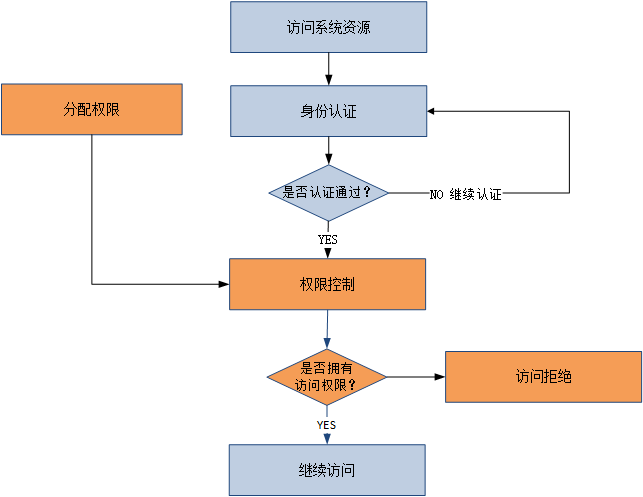 访问系统资源
分配权限
身份认证
是否认证通过?
NO 继续认证
YES
权限控制
是否拥有
访问权限?
访问拒绝
YES
继续访问